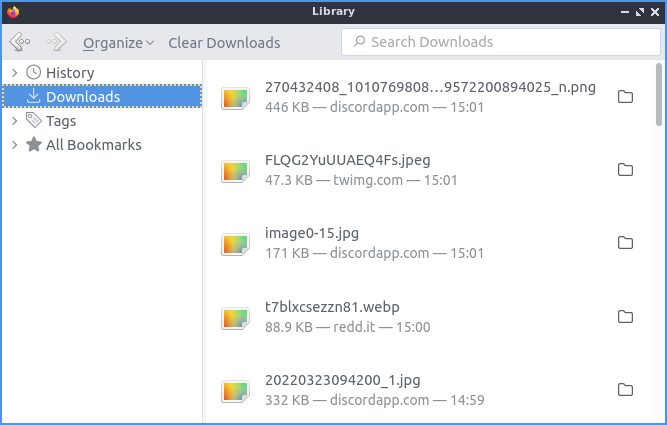 Library
Organize
Clear Downloads
Search Downloads
History
Downloads
Tags
All Bookmarks
270432408_1010769808...9572200894025_n.png
446 KB — discordapp.com — 15:01
FLQG2YuUUAEQ4Fs.jpeg
47.3 KB — twimg.com — 15:01
image0-15.jpg
171 KB — discordapp.com — 15:01
t7blxcsezzn81.webp
88.9 KB — redd.it — 15:00
20220323094200_1.jpg
332 KB — discordapp.com — 14:59